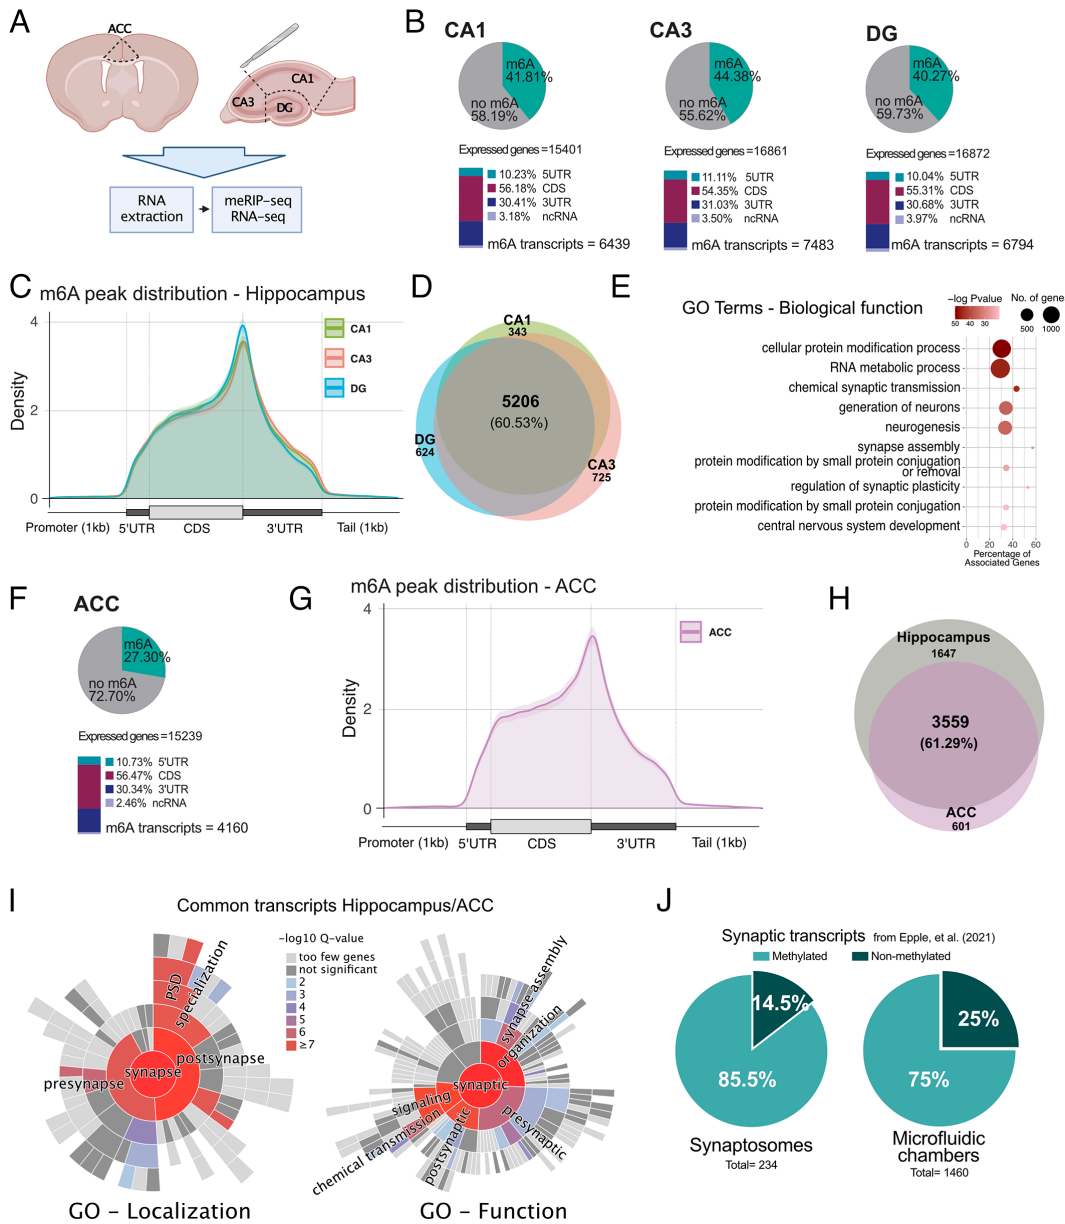 A
ACC
CA1
CA3
DG
RNA
extraction
meRIP-seq
RNA-seq
B
CA1
m6A
41.81%
no m6A
58.19%
Expressed genes =15401
10.23% 5UTR
56.18% CDS
30.41% 3UTR
3.18% ncRNA
m6A transcripts = 6439
CA3
m6A
44.38%
no m6A
55.62%
Expressed genes =16861
11.11% 5UTR
54.35% CDS
31.03% 3UTR
3.50% ncRNA
m6A transcripts = 7483
DG
m6A
40.27%
no m6A
59.73%
Expressed genes =16872
10.04% 5UTR
55.31% CDS
30.68% 3UTR
3.97% ncRNA
m6A transcripts = 6794
C
m6A peak distribution - Hippocampus
Density
4
2
0
CA1
CA3
DG
Promoter (1kb) 5'UTR CDS 3'UTR Tail (1kb)
D
CA1
343
5206
(60.53%)
DG
624
CA3
725
E
GO Terms - Biological function
–log Pvalue
50 40 30
No. of gene
500 1000
cellular protein modification process
RNA metabolic process
chemical synaptic transmission
generation of neurons
neurogenesis
synapse assembly
protein modification by small protein conjugation
or removal
regulation of synaptic plasticity
protein modification by small protein conjugation
central nervous system development
0 20 40 60
Percentage of
Associated Genes
F
ACC
m6A
27.30%
no m6A
72.70%
Expressed genes =15239
10.73% 5'UTR
56.47% CDS
30.34% 3'UTR
2.46% ncRNA
m6A transcripts = 4160
G
m6A peak distribution - ACC
Density
4
2
0
ACC
Promoter (1kb) 5'UTR CDS 3'UTR Tail (1kb)
H
Hippocampus
1647
3559
(61.29%)
ACC
601
I
Common transcripts Hippocampus/ACC
–log10 Q-value
too few genes
not significant
2
3
4
5
6
≥7
PSD
specialization
postsynapse
synapse
presynapse
GO – Localization
synapse assembly
organization
synaptic
signaling
chemical transmission
postsynaptic
presynaptic
GO – Function
J
Synaptic transcripts from Epple, et al. (2021)
Methylated Non-methylated
14.5%
85.5%
Synaptosomes
Total= 234
25%
75%
Microfluidic
chambers
Total= 1460